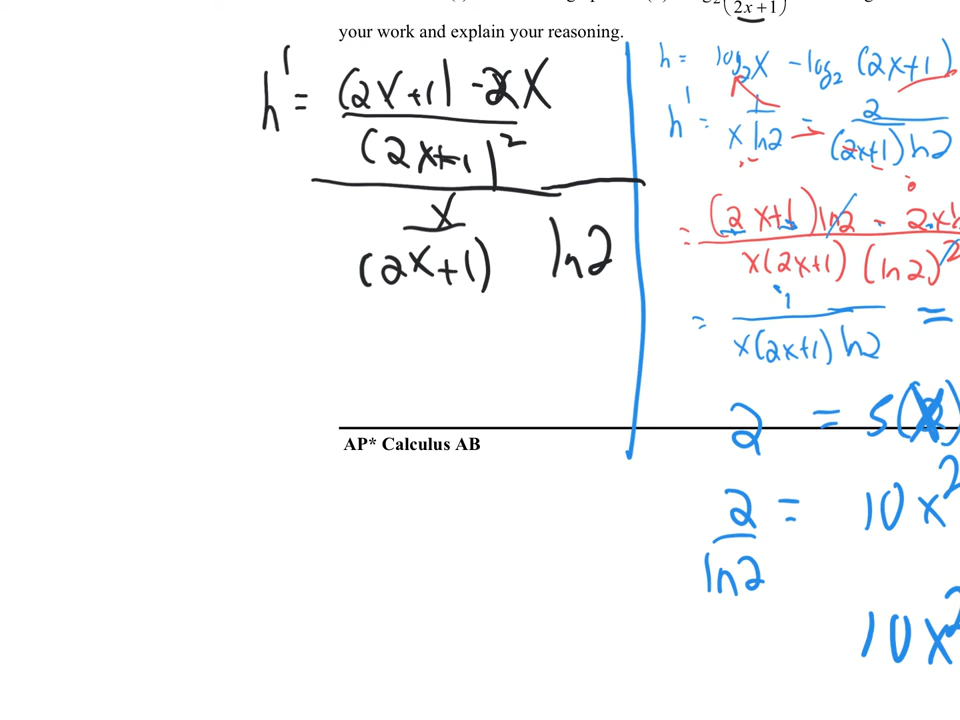 (2x+1)
your work and explain your reasoning.
h' = ((2x+1) - 2x)/(2x+1)²
x/(2x+1) ln2
h = log₂x - log₂(2x+1)
h' = 1/(x ln2) - 2/((2x+1) ln2)
= (2x+1) ln2 - 2x
x(2x+1) (ln2)²
= 1/(x(2x+1) ln2) =
AP* Calculus AB
2 = 5(
2/ln2 = 10x²
10x²